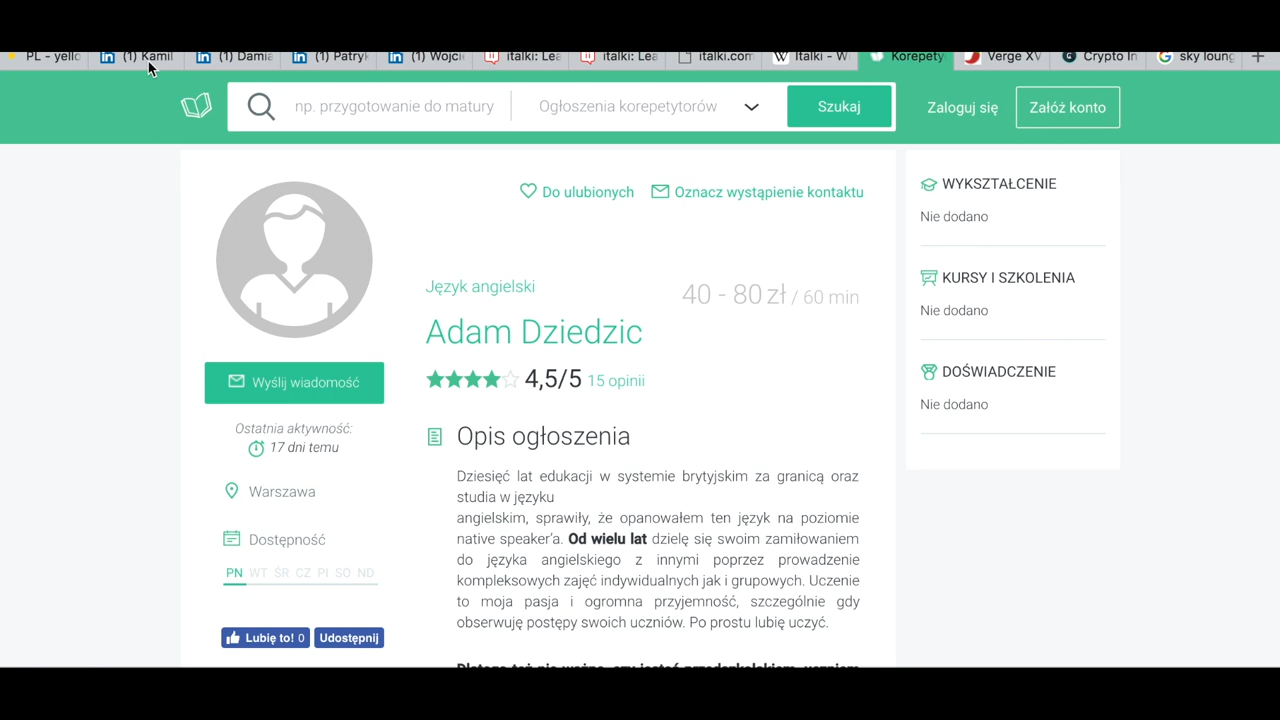 PL - yello
(1) Kamil
(1) Damia
(1) Patryk
(1) Wojci
italki: Lea
italki: Lea
italki.com
Italki - Wi
Korepety
Verge XV
Crypto In
sky loung
np. przygotowanie do matury
Ogłoszenia korepetytorów
Szukaj
Zaloguj się
Załóż konto
Do ulubionych
Oznacz wystąpienie kontaktu
Język angielski
40 - 80 zł / 60 min
Adam Dziedzic
4,5/5 15 opinii
Wyślij wiadomość
Ostatnia aktywność:
17 dni temu
Warszawa
Dostępność
PN WT ŚR CZ PI SO ND
Lubię to! 0
Udostępnij
Opis ogłoszenia
Dziesięć lat edukacji w systemie brytyjskim za granicą oraz
studia w języku
angielskim, sprawiły, że opanowałem ten język na poziomie
native speaker'a. Od wielu lat dzielę się swoim zamiłowaniem
do języka angielskiego z innymi poprzez prowadzenie
kompleksowych zajęć indywidualnych jak i grupowych. Uczenie
to moja pasja i ogromna przyjemność, szczególnie gdy
obserwuję postępy swoich uczniów. Po prostu lubię uczyć.
WYKSZTAŁCENIE
Nie dodano
KURSY I SZKOLENIA
Nie dodano
DOŚWIADCZENIE
Nie dodano